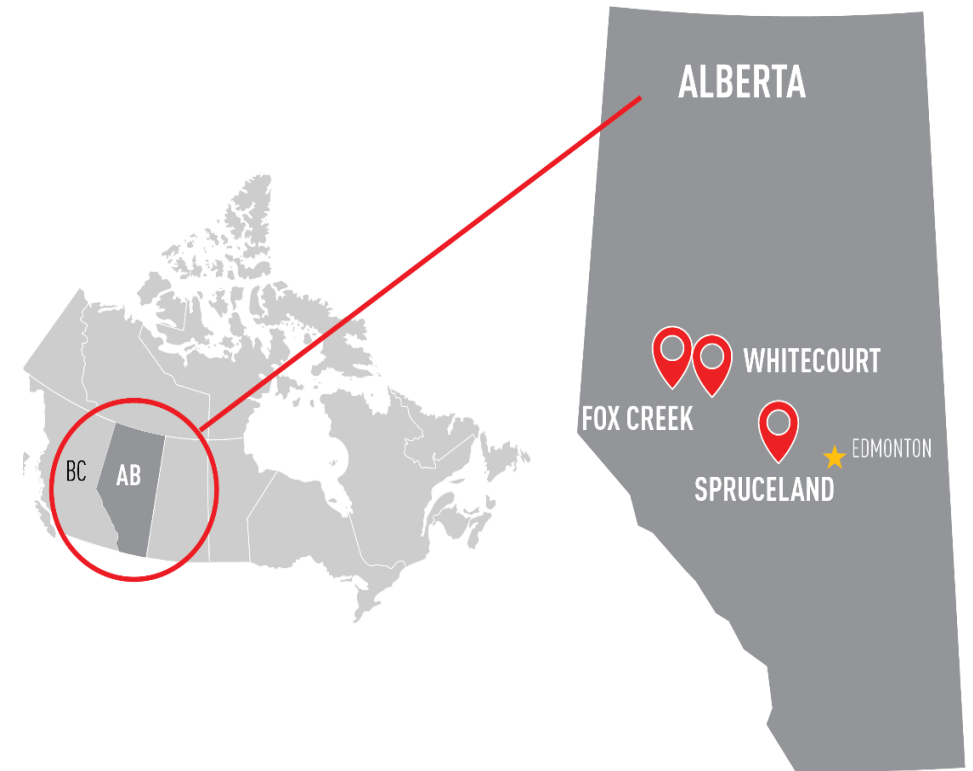 BC
AB
ALBERTA
WHITECOURT
FOX CREEK
EDMONTON
SPRUCELAND